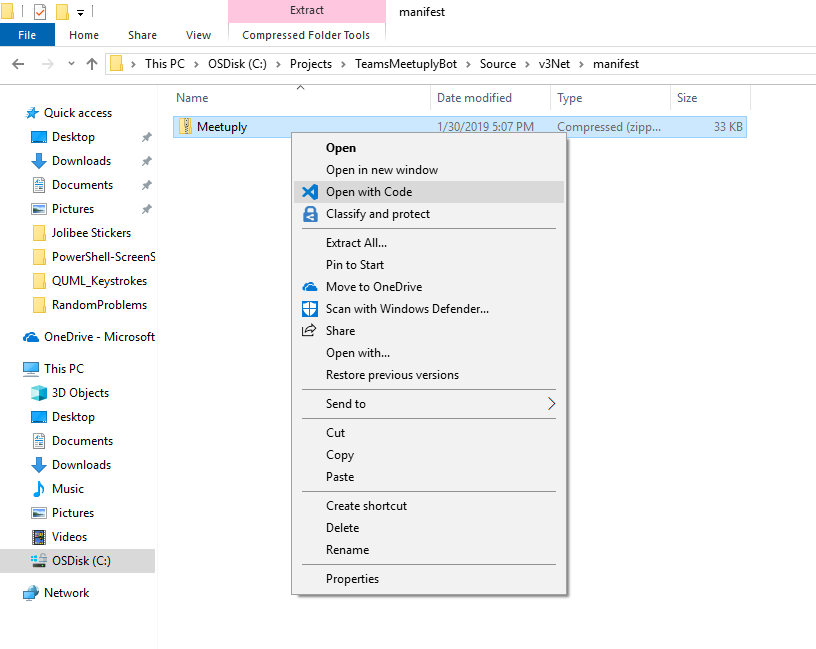 Extract
manifest
File
Home
Share
View
Compressed Folder Tools
This PC
OSDisk (C:)
Projects
TeamsMeetuplyBot
Source
v3Net
manifest
Name
Date modified
Type
Size
Quick access
Desktop
Downloads
Documents
Pictures
Jolibee Stickers
PowerShell-ScreenS
QUML_Keystrokes
RandomProblems
OneDrive - Microsoft
This PC
3D Objects
Desktop
Documents
Downloads
Music
Pictures
Videos
OSDisk (C:)
Network
Meetuply
1/30/2019 5:07 PM
Compressed (zipp...
33 KB
Open
Open in new window
Open with Code
Classify and protect
Extract All...
Pin to Start
Move to OneDrive
Scan with Windows Defender...
Share
Open with...
Restore previous versions
Send to
Cut
Copy
Paste
Create shortcut
Delete
Rename
Properties